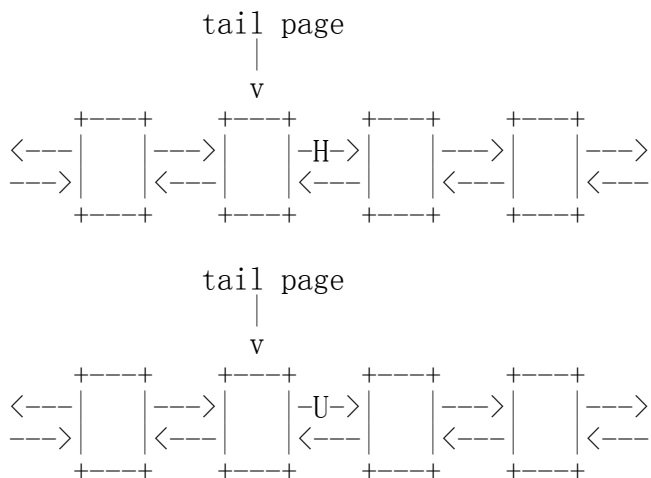 tail page
|
v
+---+ +---+ +---+ +---+
<---| |--->| |-H->| |--->| |--->
--->| |<---| |<---| |<---| |<---
+---+ +---+ +---+ +---+
tail page
|
v
+---+ +---+ +---+ +---+
<---| |--->| |-U->| |--->| |--->
--->| |<---| |<---| |<---| |<---
+---+ +---+ +---+ +---+